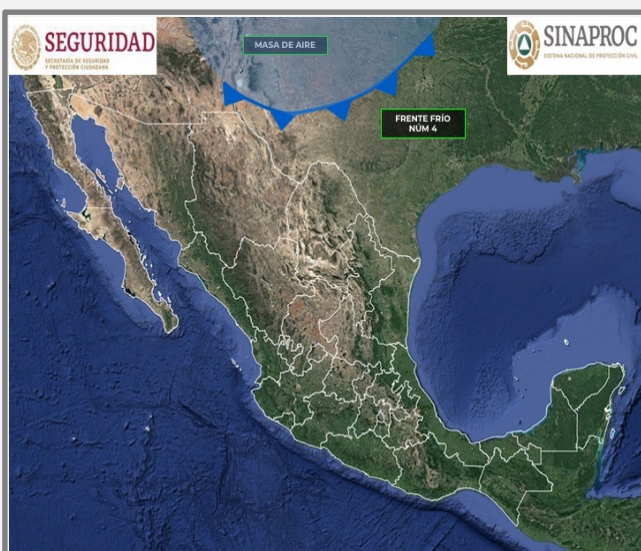 SEGURIDAD
SECRETARÍA DE SEGURIDAD
Y PROTECCIÓN CIUDADANA
MASA DE AIRE
SINAPROC
SISTEMA NACIONAL DE PROTECCIÓN CIVIL
FRENTE FRÍO
NÚM 4